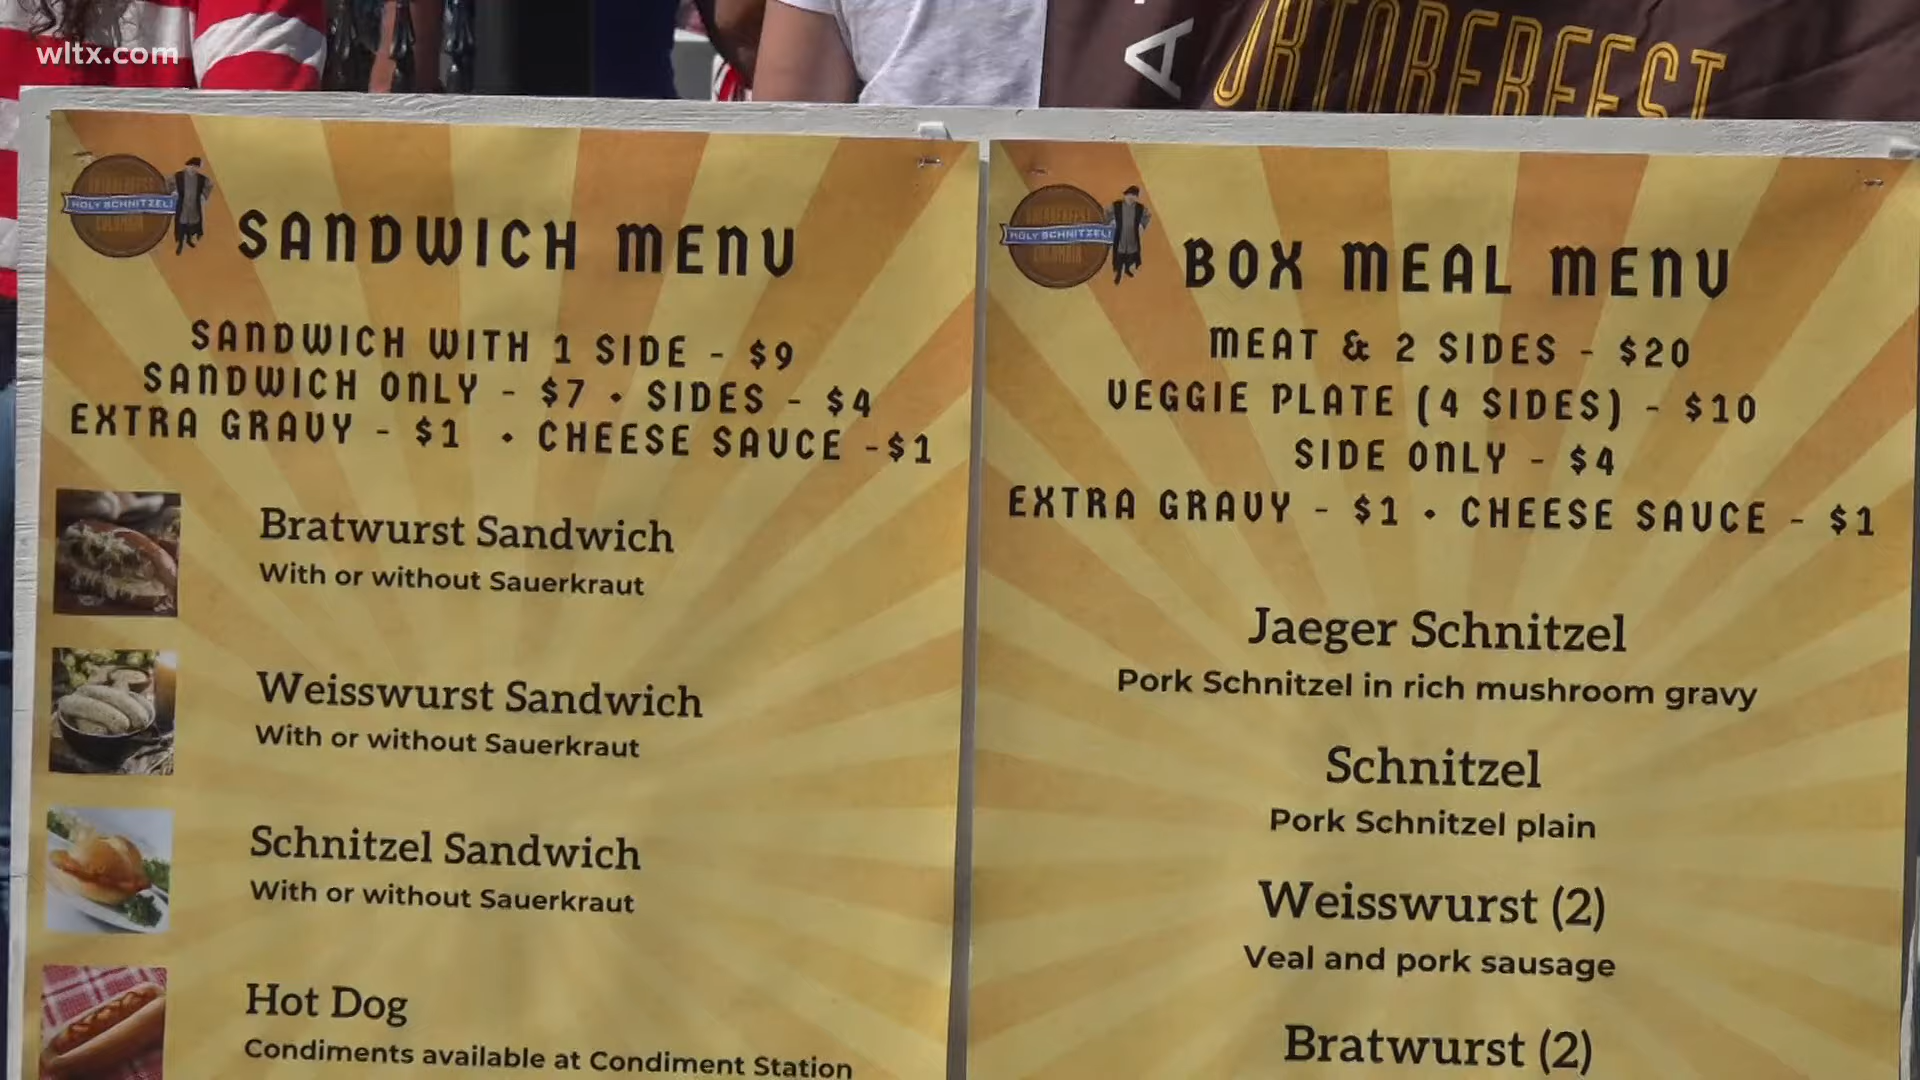 wltx.com
A
OKTOBERFEST
HOLY SCHNITZEL!
SANDWICH MENU
SANDWICH WITH 1 SIDE - $9
SANDWICH ONLY - $7 • SIDES - $4
EXTRA GRAVY - $1 • CHEESE SAUCE -$1
Bratwurst Sandwich
With or without Sauerkraut
Weisswurst Sandwich
With or without Sauerkraut
Schnitzel Sandwich
With or without Sauerkraut
Hot Dog
Condiments available at Condiment Station
OKTOBERFEST
HOLY SCHNITZEL!
COLUMBIA
BOX MEAL MENU
MEAT & 2 SIDES - $20
VEGGIE PLATE (4 SIDES) - $10
SIDE ONLY - $4
EXTRA GRAVY - $1 • CHEESE SAUCE - $1
Jaeger Schnitzel
Pork Schnitzel in rich mushroom gravy
Schnitzel
Pork Schnitzel plain
Weisswurst (2)
Veal and pork sausage
Bratwurst (2)